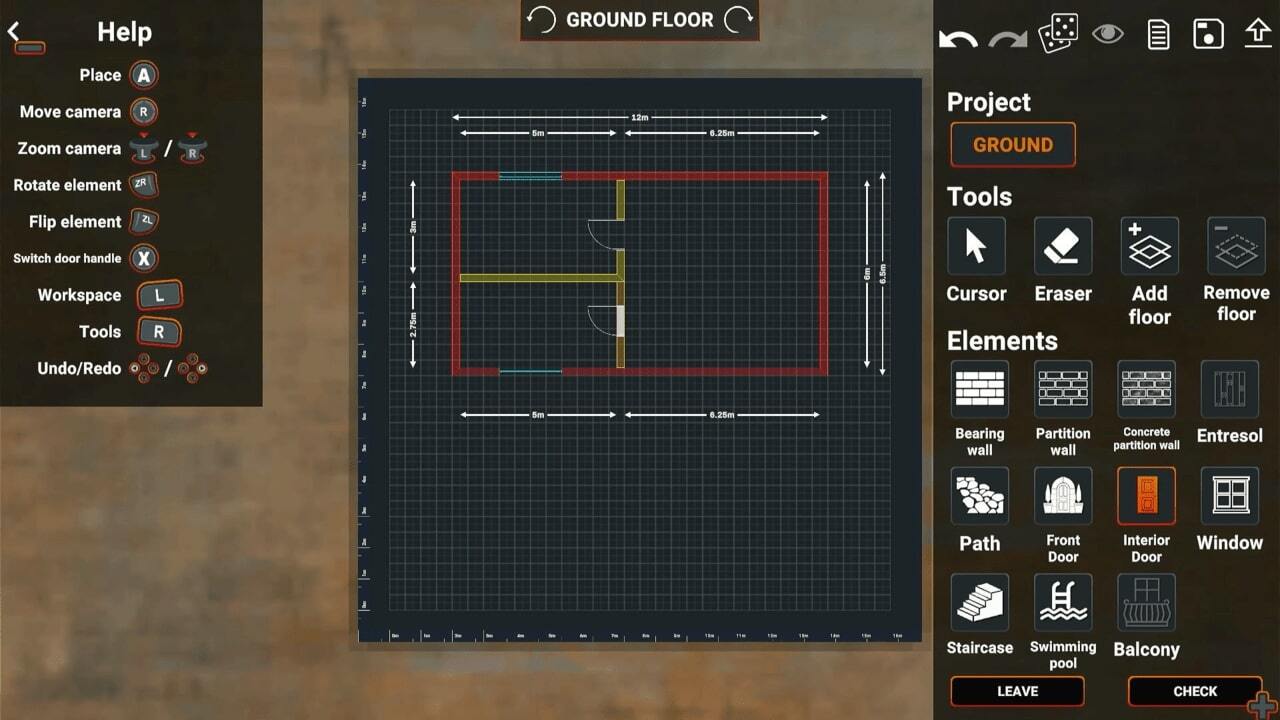 Help
Place A
Move camera R
Zoom camera L / R
Rotate element ZR
Flip element ZL
Switch door handle X
Workspace L
Tools R
Undo/Redo /
GROUND FLOOR
12m
5m 6.25m
3m
6m
6.5m
2.75m
5m 6.25m
Project
GROUND
Tools
Cursor
Eraser
Add
floor
Remove
floor
Elements
Bearing
wall
Partition
wall
Concrete
partition wall
Entresol
Path
Front
Door
Interior
Door
Window
Staircase
Swimming
pool
Balcony
LEAVE
CHECK